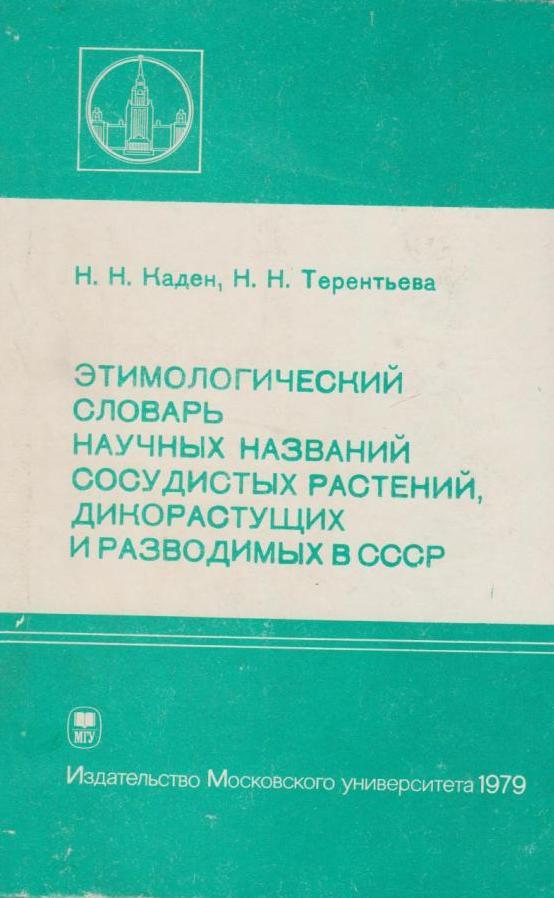 Н. Н. Каден, Н. Н. Терентьева
ЭТИМОЛОГИЧЕСКИЙ
СЛОВАРЬ
НАУЧНЫХ НАЗВАНИЙ
СОСУДИСТЫХ РАСТЕНИЙ,
ДИКОРАСТУЩИХ
И РАЗВОДИМЫХ В СССР
МГУ
Издательство Московского университета 1979